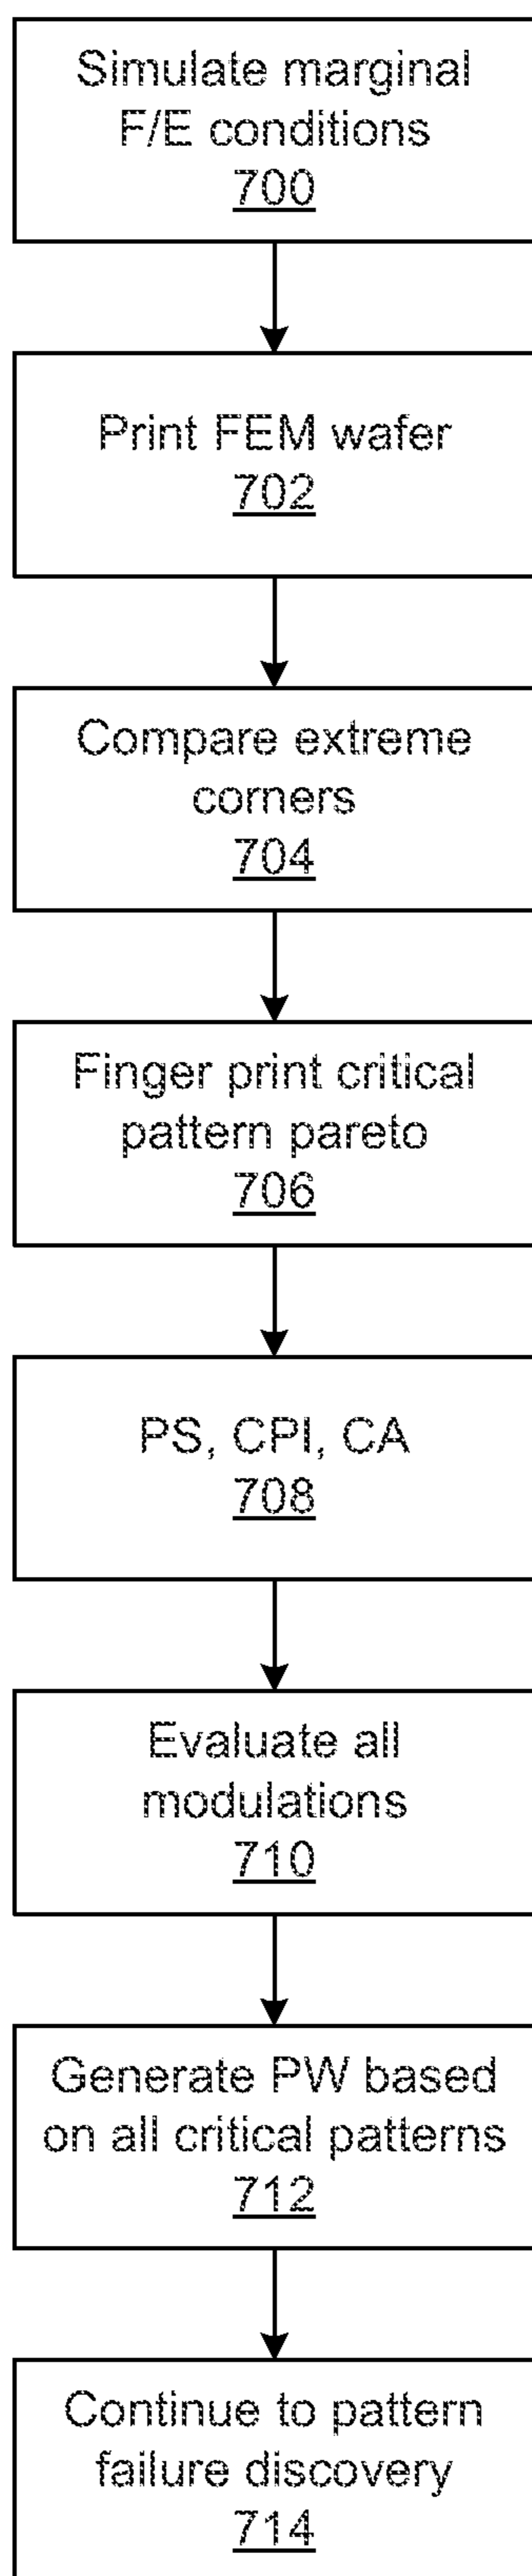 Simulate marginal
F/E conditions
700
Print FEM wafer
702
Compare extreme
corners
704
Finger print critical
pattern pareto
706
PS, CPI, CA
708
Evaluate all
modulations
710
Generate PW based
on all critical patterns
712
Continue to pattern
failure discovery
714